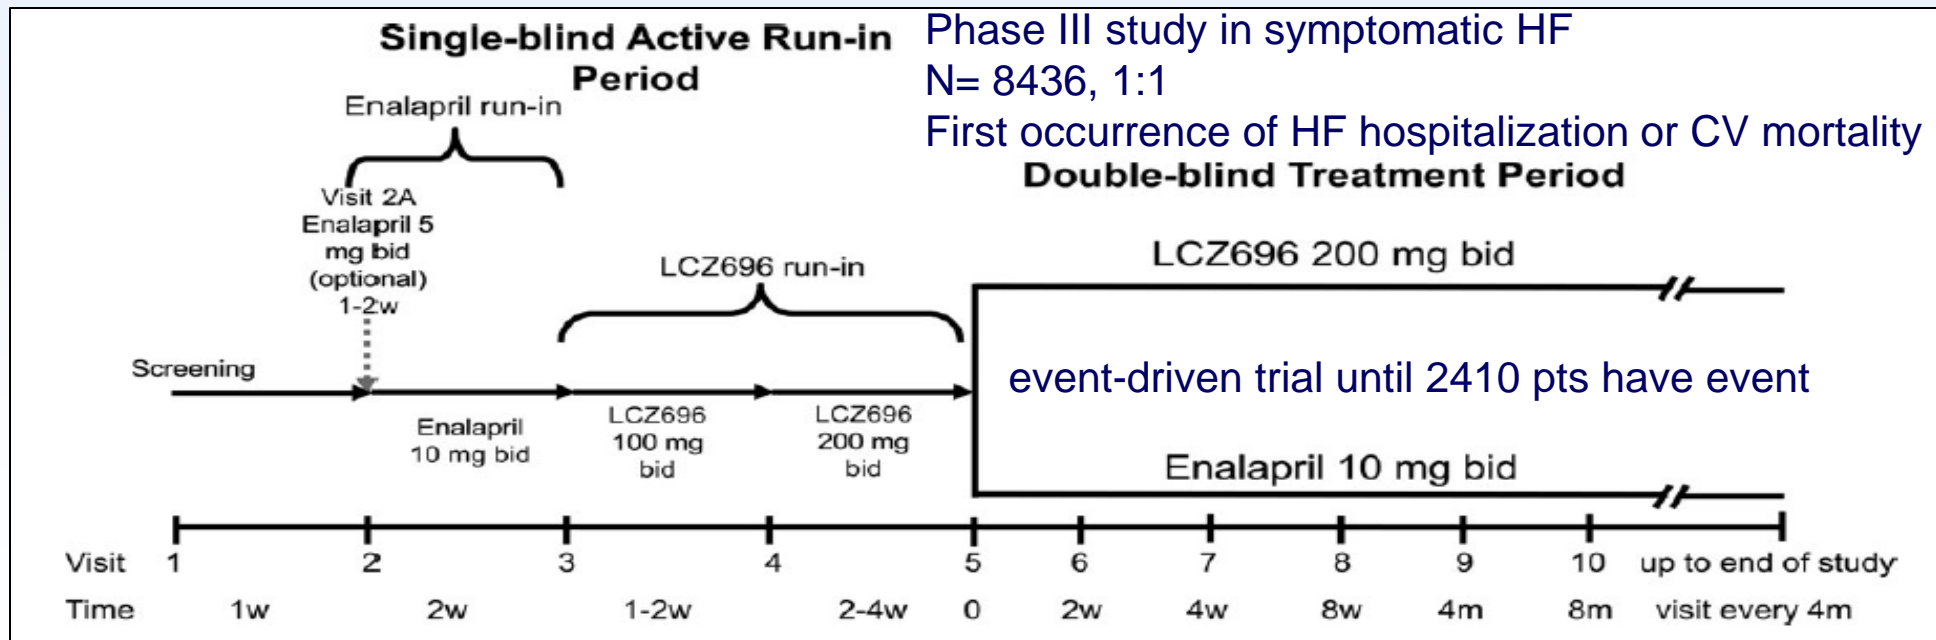 Single-blind Active Run-in
Period
Phase III study in symptomatic HF
N= 8436, 1:1
First occurrence of HF hospitalization or CV mortality
Enalapril run-in
Double-blind Treatment Period
Visit 2A
Enalapril 5
mg bid
(optional)
1-2w
LCZ696 run-in
LCZ696 200 mg bid
Screening
event-driven trial until 2410 pts have event
Enalapril
10 mg bid
LCZ696
100 mg
bid
LCZ696
200 mg
bid
Enalapril 10 mg bid
Visit 1 2 3 4 5 6 7 8 9 10 up to end of study
Time 1w 2w 1-2w 2-4w 0 2w 4w 8w 4m 8m visit every 4m